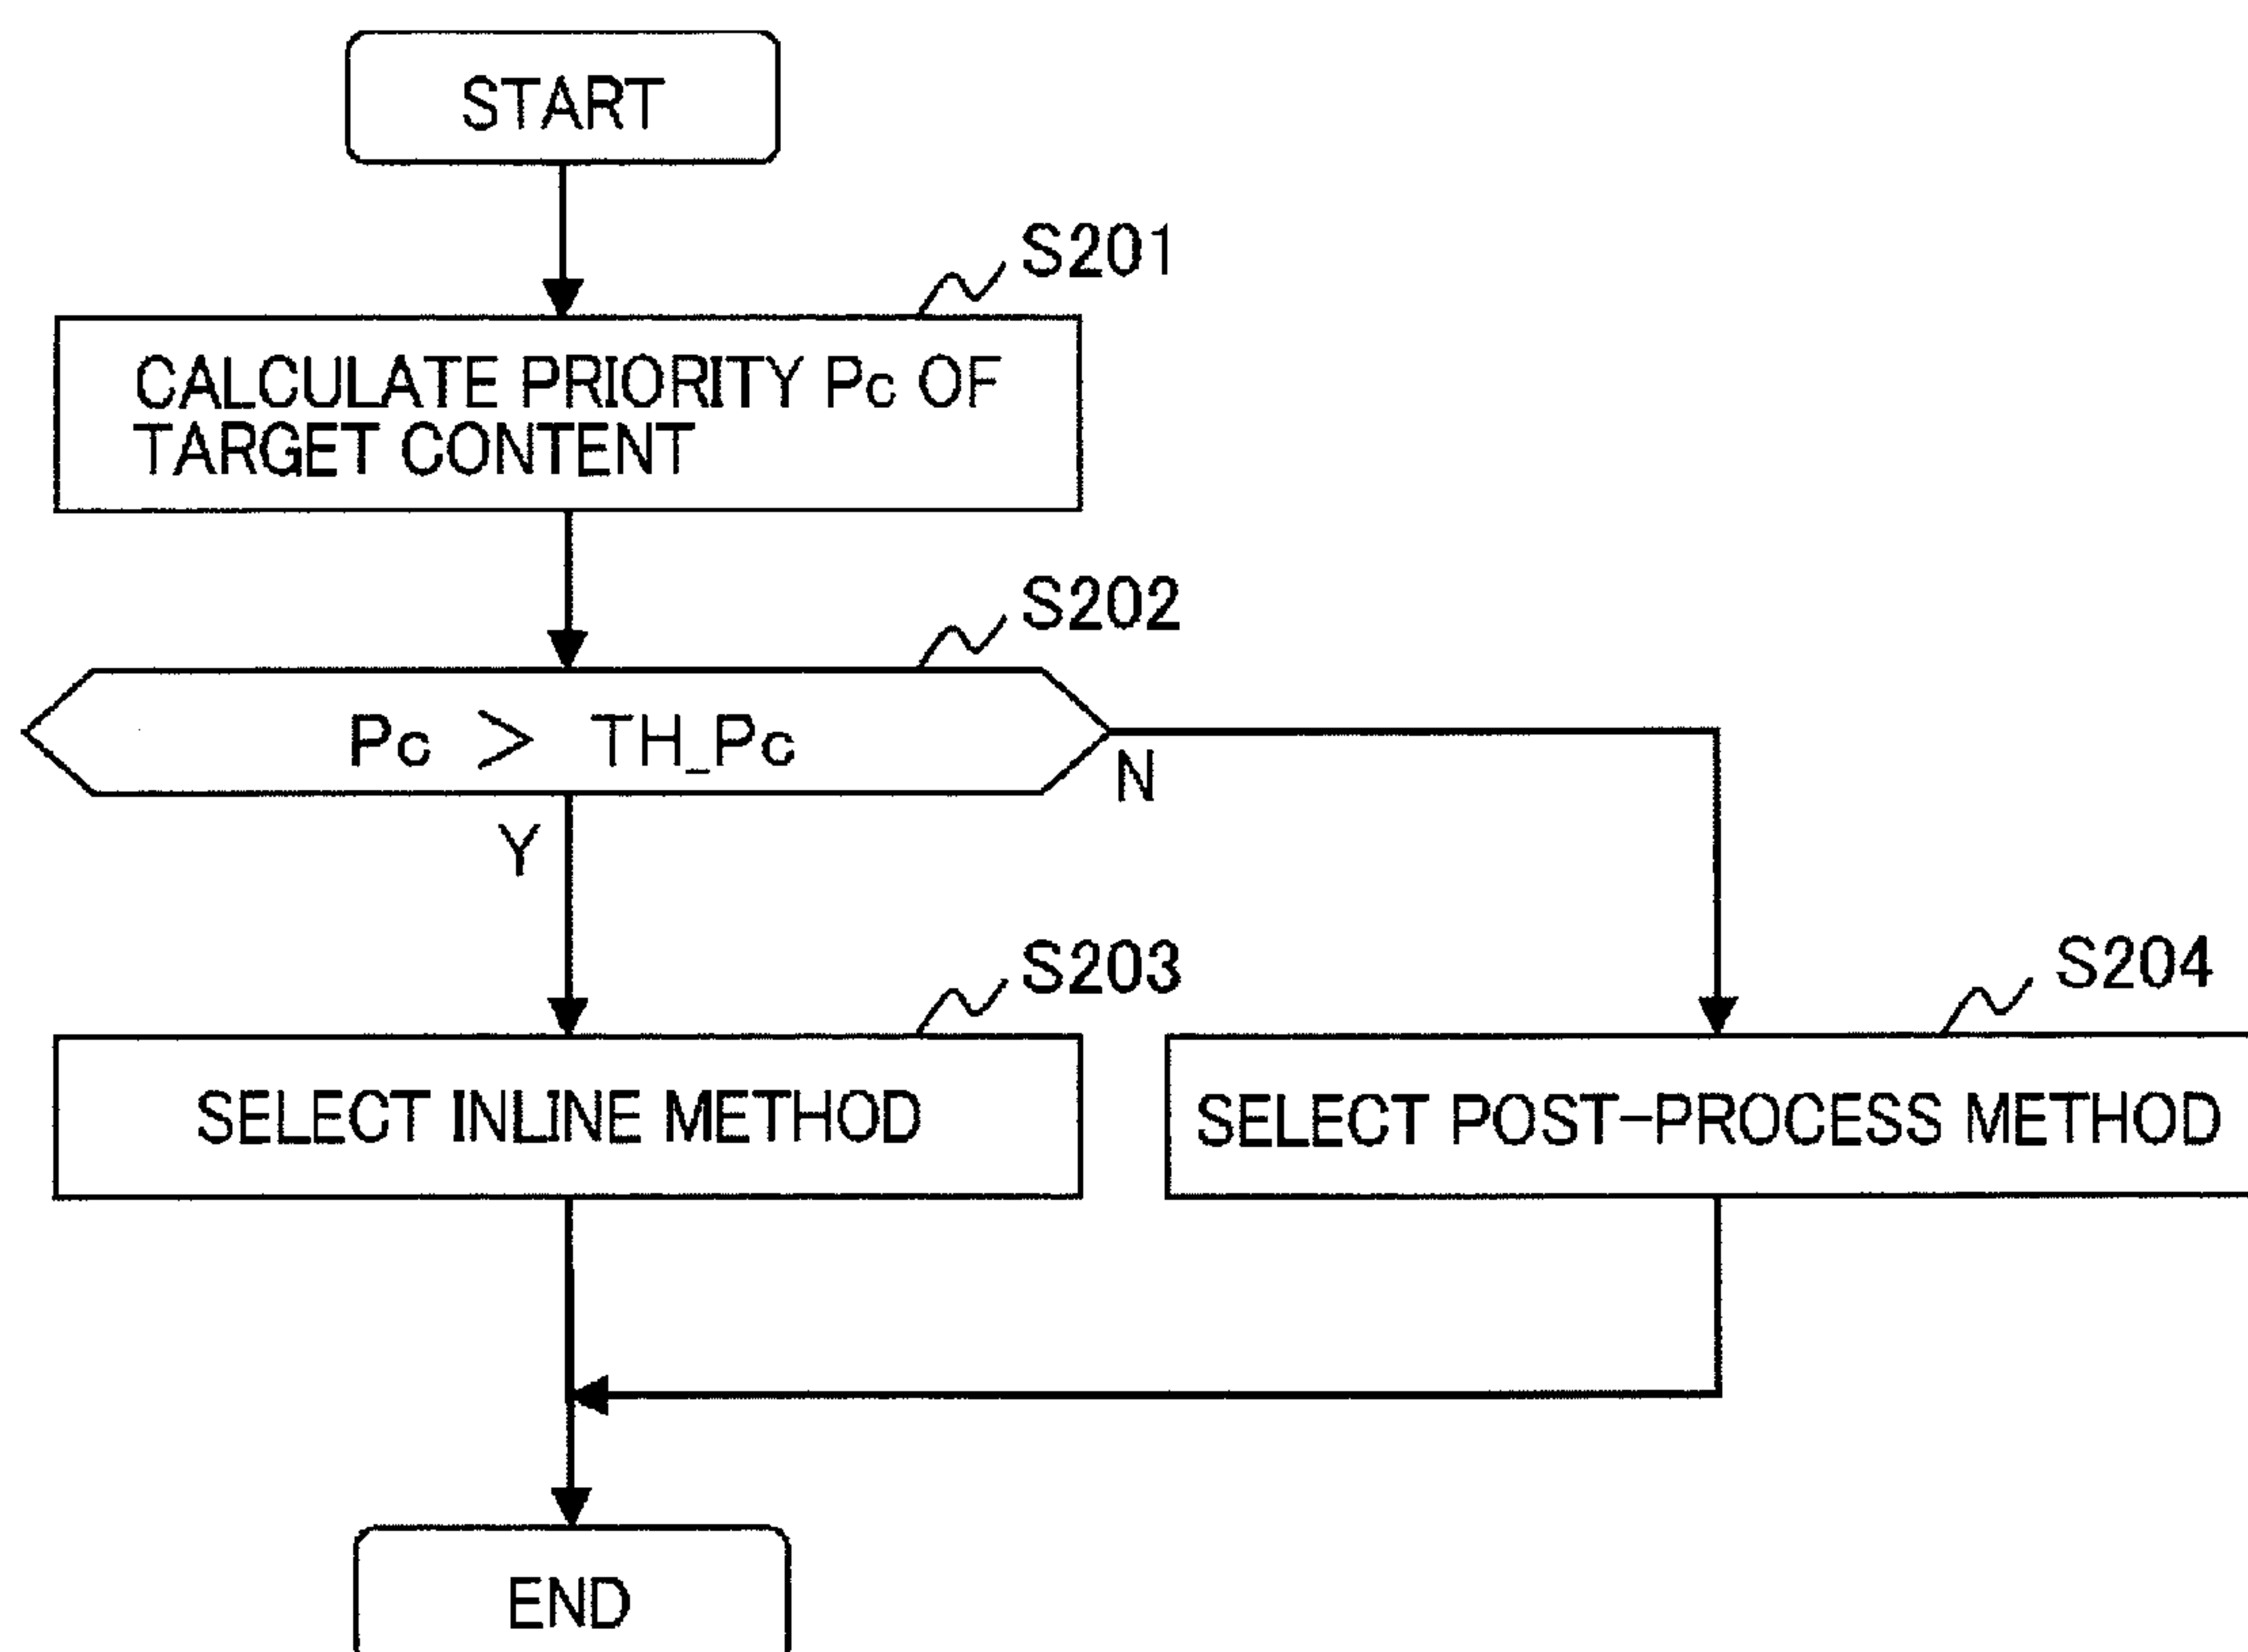 START
S201
CALCULATE PRIORITY Pc OF
TARGET CONTENT
S202
Pc > TH_Pc
N
Y
S203
S204
SELECT INLINE METHOD
SELECT POST-PROCESS METHOD
END